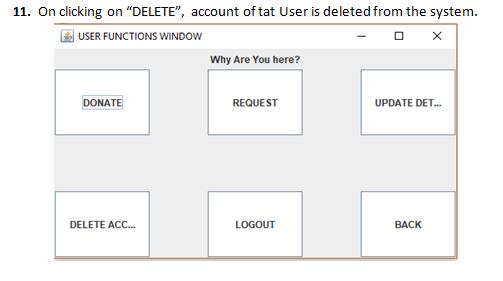 11. On clicking on “DELETE”, account of tat User is deleted from the system.
USER FUNCTIONS WINDOW
Why Are You here?
DONATE REQUEST UPDATE DET...
DELETE ACC... LOGOUT BACK